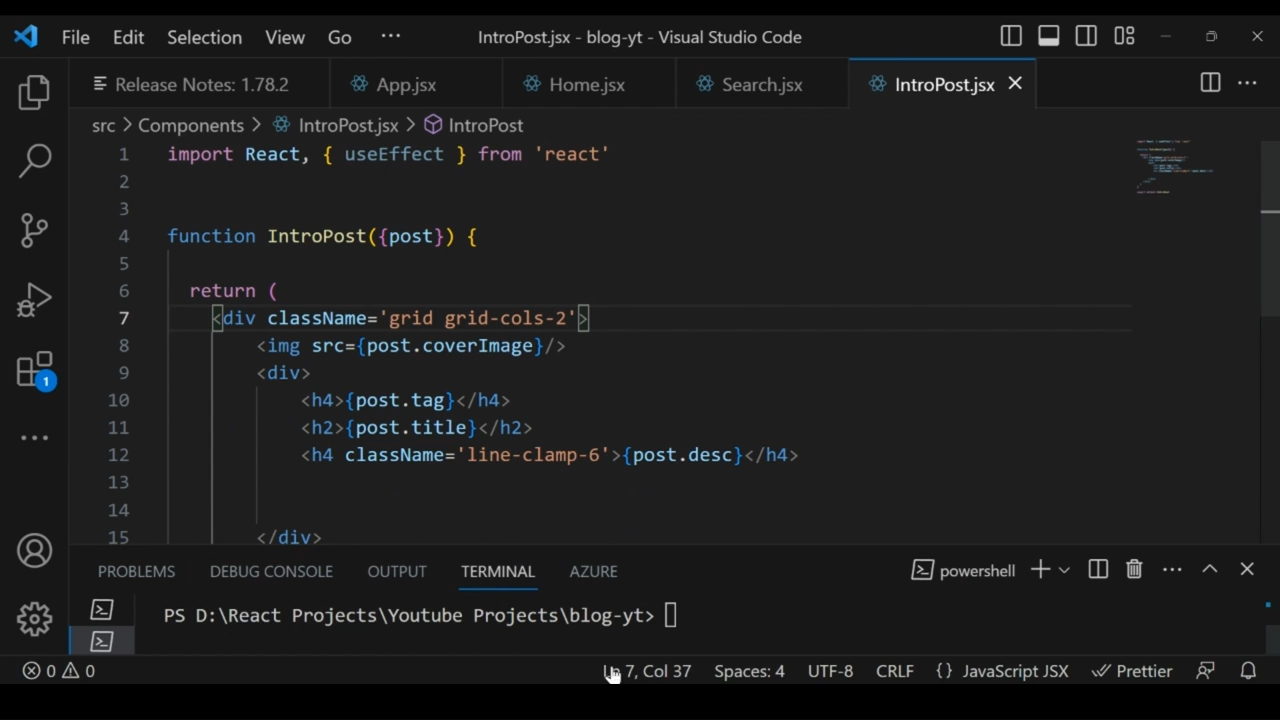 File Edit Selection View Go ··· IntroPost.jsx - blog-yt - Visual Studio Code
Release Notes: 1.78.2 App.jsx Home.jsx Search.jsx IntroPost.jsx
src > Components > IntroPost.jsx > IntroPost
1 import React, { useEffect } from 'react'
2
3
4 function IntroPost({post}) {
5
6 return (
7 <div className='grid grid-cols-2'>
8 <img src={post.coverImage}/>
9 <div>
10 <h4>{post.tag}</h4>
11 <h2>{post.title}</h2>
12 <h4 className='line-clamp-6'>{post.desc}</h4>
13
14
15 </div>
1
PROBLEMS DEBUG CONSOLE OUTPUT TERMINAL AZURE powershell
PS D:\React Projects\Youtube Projects\blog-yt>
0 0 Ln 7, Col 37 Spaces: 4 UTF-8 CRLF {} JavaScript JSX Prettier